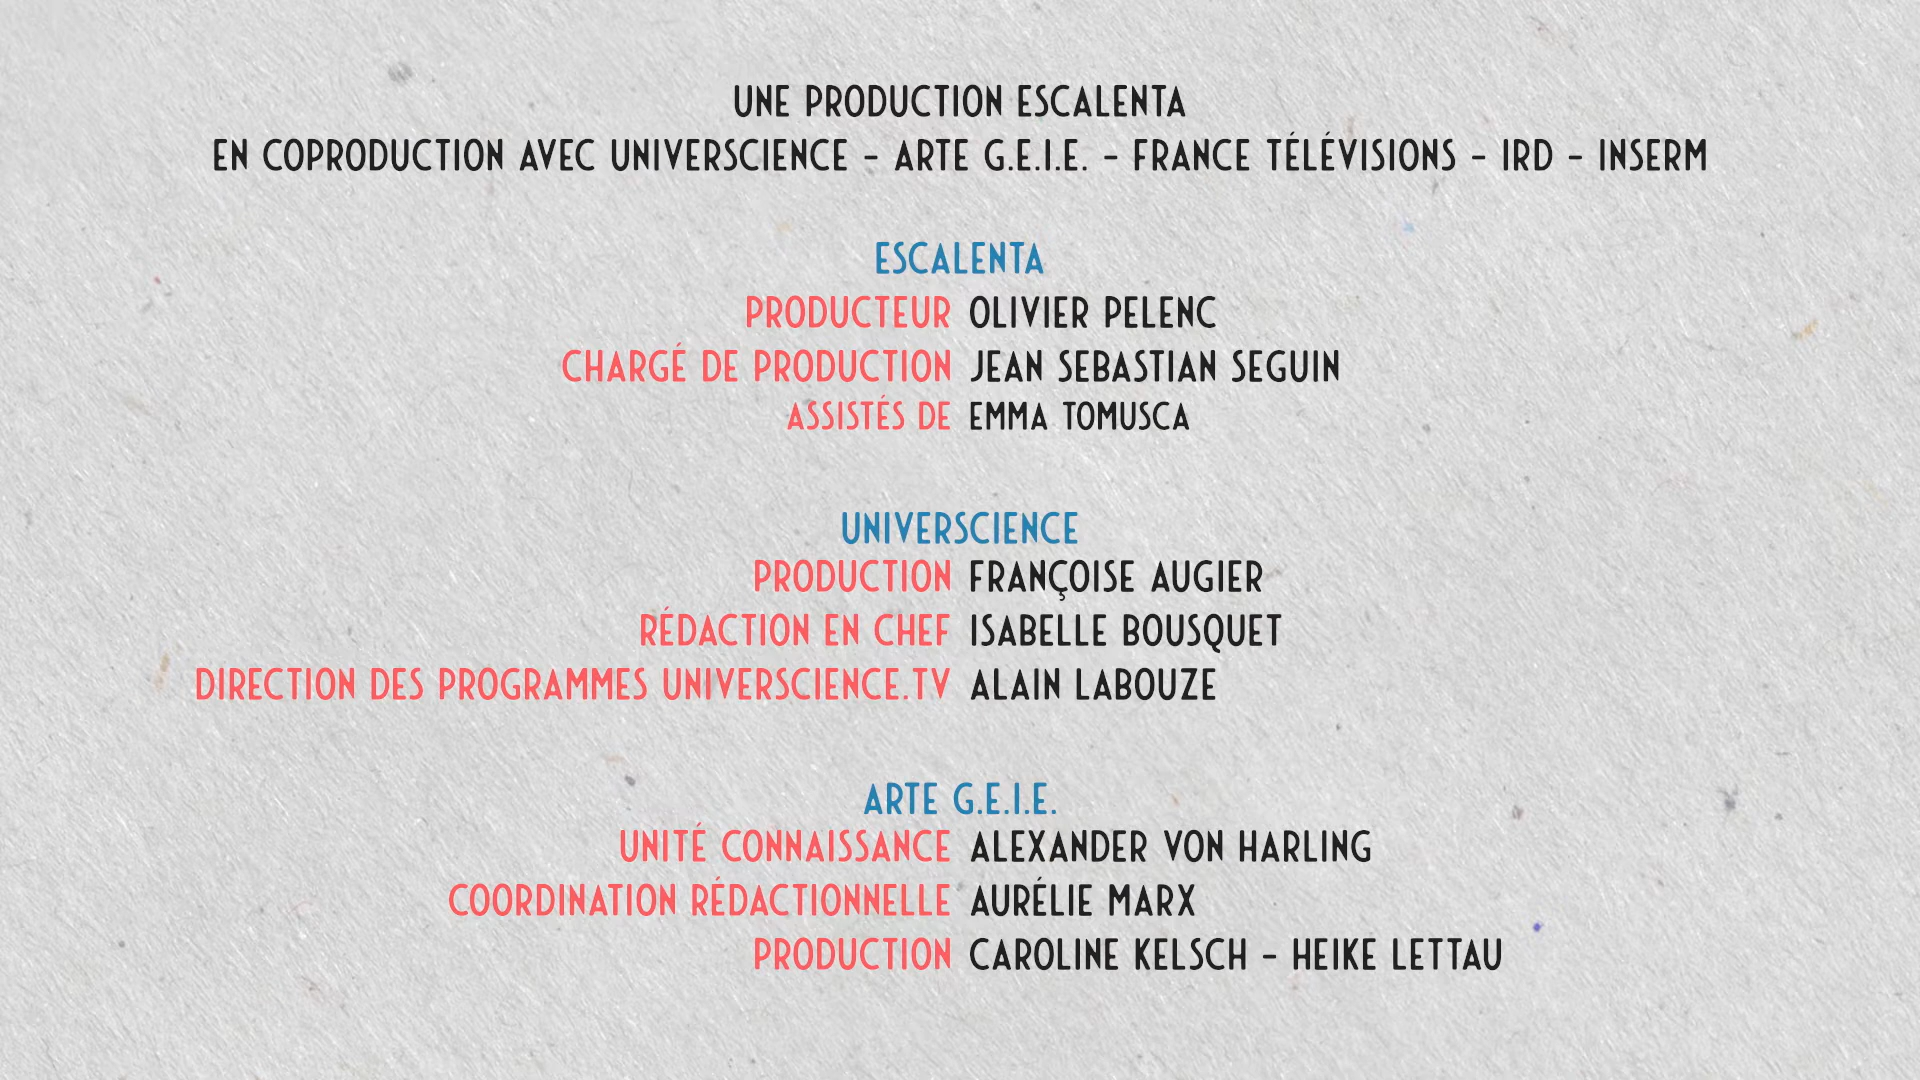 UNE PRODUCTION ESCALENTA
EN COPRODUCTION AVEC UNIVERSCIENCE - ARTE G.E.I.E. - FRANCE TÉLÉVISIONS - IRD - INSERM
ESCALENTA
PRODUCTEUR OLIVIER PELENC
CHARGÉ DE PRODUCTION JEAN SEBASTIAN SEGUIN
ASSISTÉS DE EMMA TOMUSCA
UNIVERSCIENCE
PRODUCTION FRANÇOISE AUGIER
RÉDACTION EN CHEF ISABELLE BOUSQUET
DIRECTION DES PROGRAMMES UNIVERSCIENCE.TV ALAIN LABOUZE
ARTE G.E.I.E.
UNITÉ CONNAISSANCE ALEXANDER VON HARLING
COORDINATION RÉDACTIONNELLE AURÉLIE MARX
PRODUCTION CAROLINE KELSCH - HEIKE LETTAU